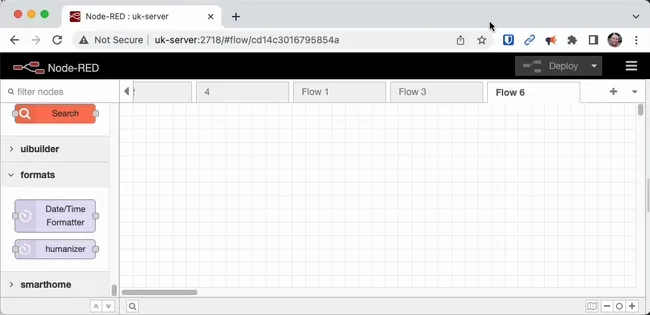 Node-RED : uk-server
Not Secure | uk-server:2718/#flow/cd14c3016795854a
Node-RED
Deploy
filter nodes
2
4
Flow 1
Flow 3
Flow 6
Search
uibuilder
formats
Date/Time
Formatter
humanizer
smarthome